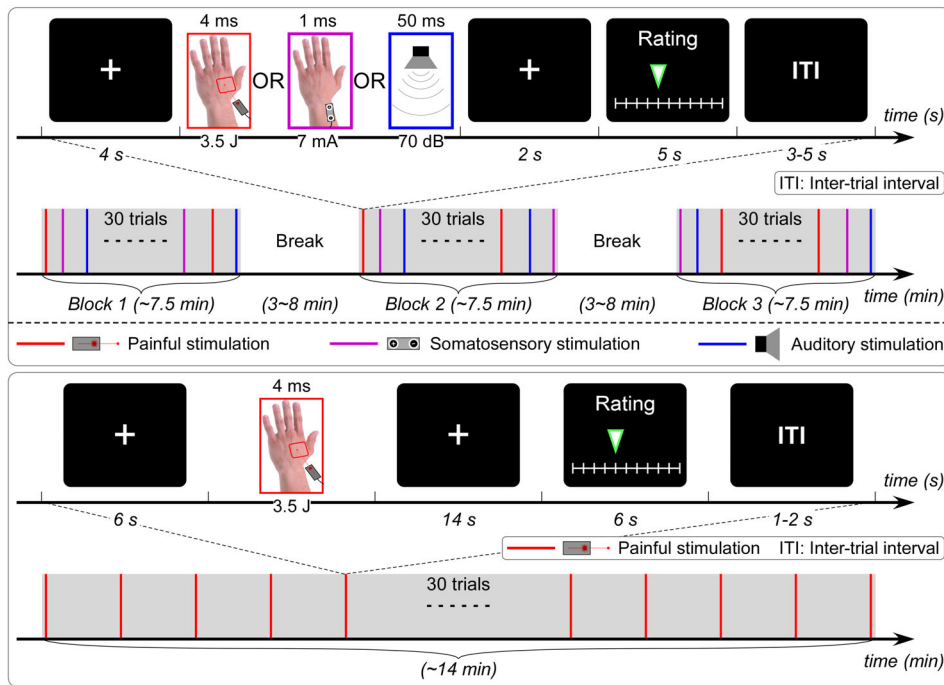 4 ms 1 ms 50 ms
+ OR OR + Rating ITI
3.5 J 7 mA 70 dB
time (s)
4 s 2 s 5 s 3-5 s
ITI: Inter-trial interval
30 trials 30 trials 30 trials
Break Break
Block 1 (~7.5 min) (3~8 min) Block 2 (~7.5 min) (3~8 min) Block 3 (~7.5 min) time (min)
Painful stimulation Somatosensory stimulation Auditory stimulation
4 ms
+ + Rating ITI
3.5 J
time (s)
6 s 14 s 6 s 1-2 s
Painful stimulation ITI: Inter-trial interval
30 trials
(~14 min) time (min)